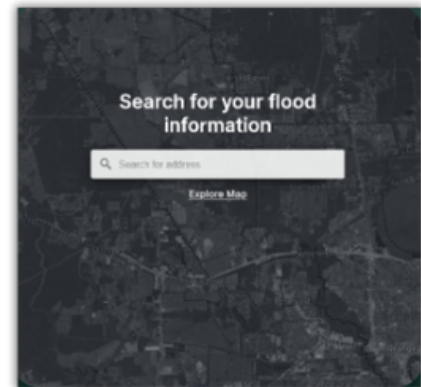 Search for your flood
information
Search for address
Explore Map